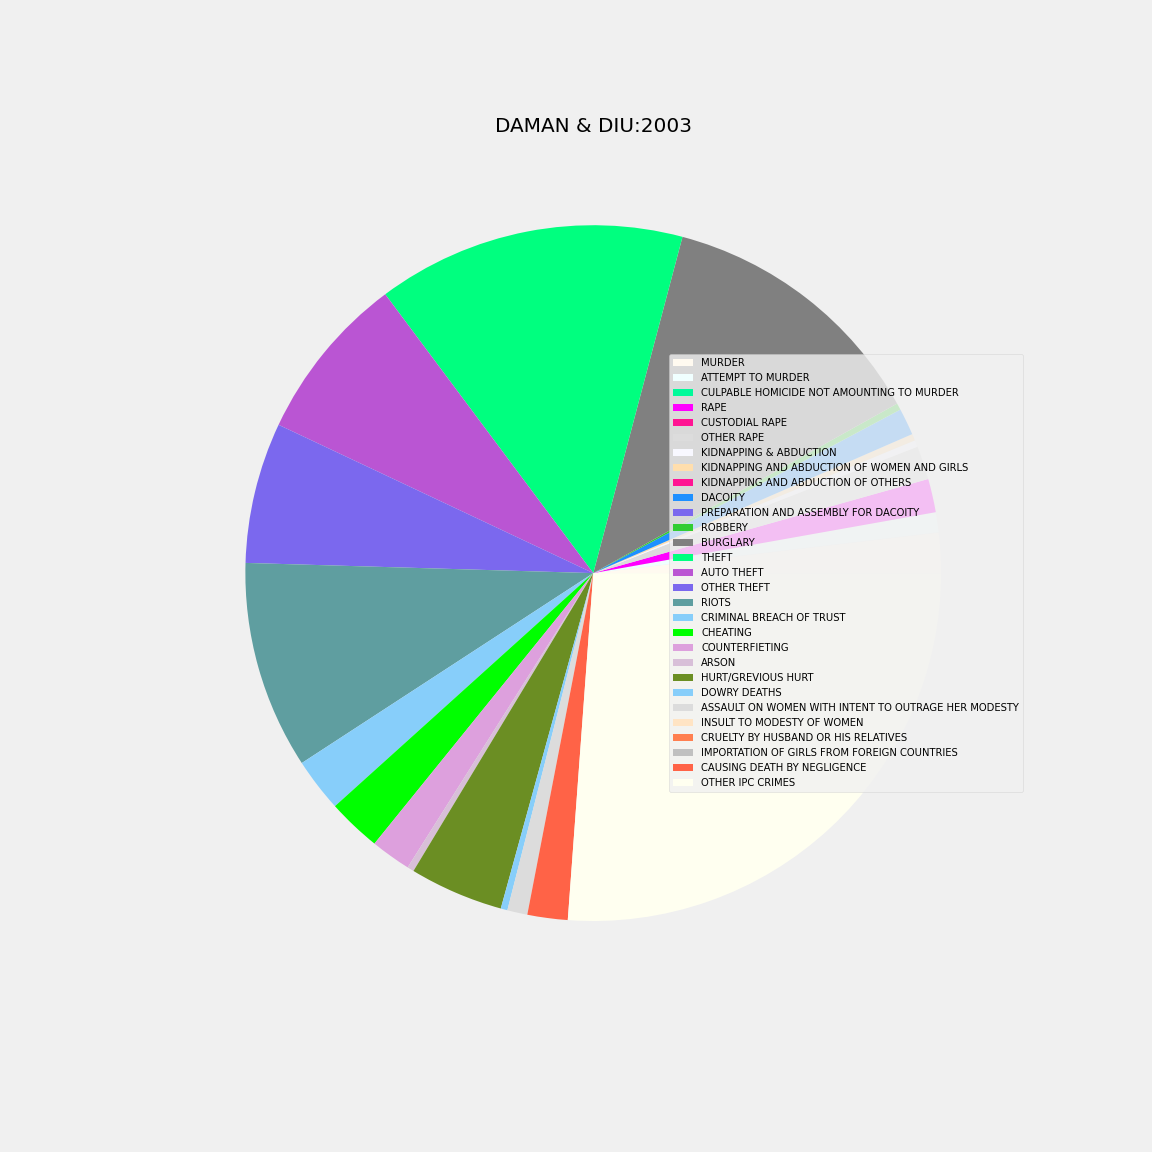 DAMAN & DIU:2003
MURDER
ATTEMPT TO MURDER
CULPABLE HOMICIDE NOT AMOUNTING TO MURDER
RAPE
CUSTODIAL RAPE
OTHER RAPE
KIDNAPPING & ABDUCTION
KIDNAPPING AND ABDUCTION OF WOMEN AND GIRLS
KIDNAPPING AND ABDUCTION OF OTHERS
DACOITY
PREPARATION AND ASSEMBLY FOR DACOITY
ROBBERY
BURGLARY
THEFT
AUTO THEFT
OTHER THEFT
RIOTS
CRIMINAL BREACH OF TRUST
CHEATING
COUNTERFIETING
ARSON
HURT/GREVIOUS HURT
DOWRY DEATHS
ASSAULT ON WOMEN WITH INTENT TO OUTRAGE HER MODESTY
INSULT TO MODESTY OF WOMEN
CRUELTY BY HUSBAND OR HIS RELATIVES
IMPORTATION OF GIRLS FROM FOREIGN COUNTRIES
CAUSING DEATH BY NEGLIGENCE
OTHER IPC CRIMES